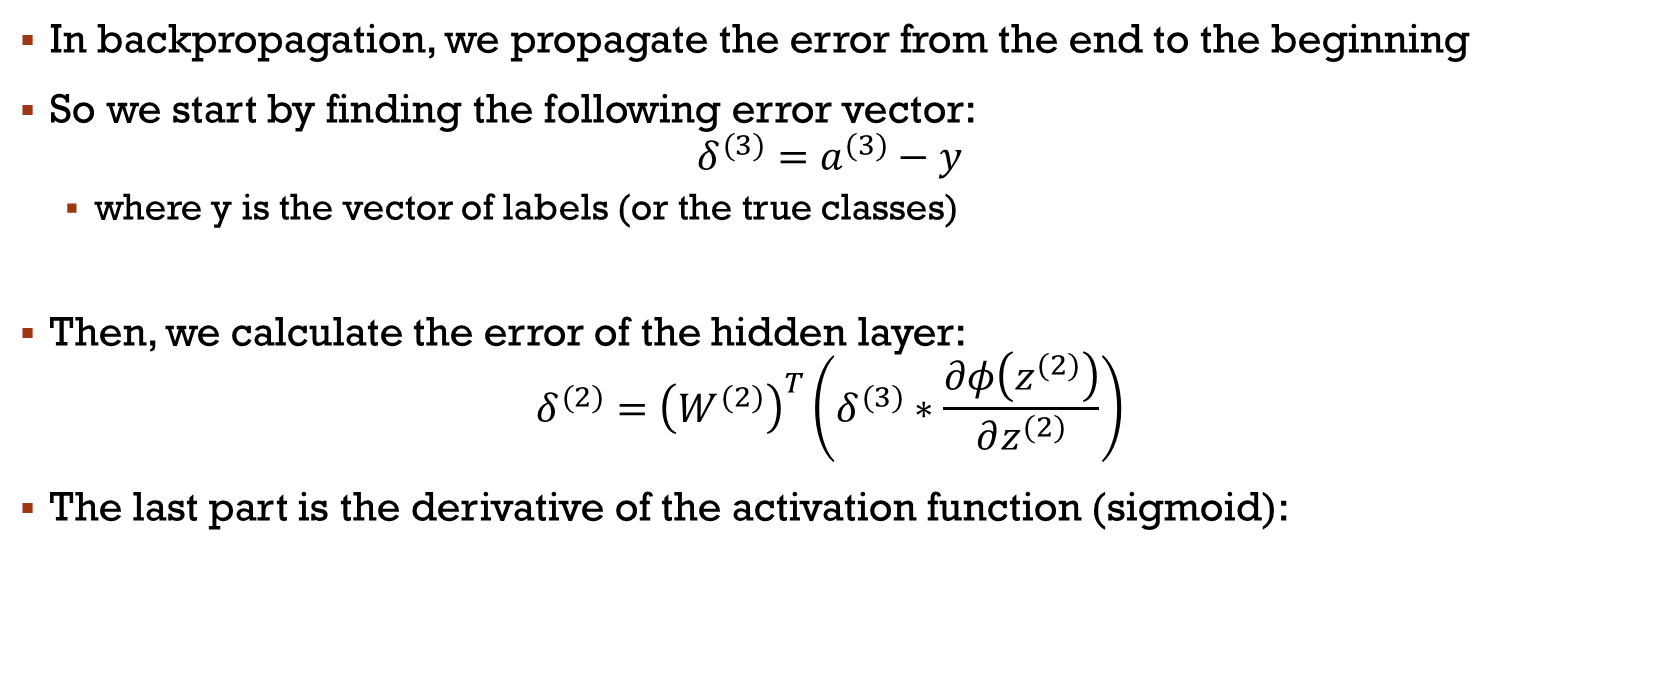 ▪ In backpropagation, we propagate the error from the end to the beginning
▪ So we start by finding the following error vector:
δ⁽³⁾ = a⁽³⁾ − y
▪ where y is the vector of labels (or the true classes)
▪ Then, we calculate the error of the hidden layer:
δ⁽²⁾ = (W⁽²⁾)ᵀ (δ⁽³⁾ * ∂ϕ(z⁽²⁾)/∂z⁽²⁾)
▪ The last part is the derivative of the activation function (sigmoid):